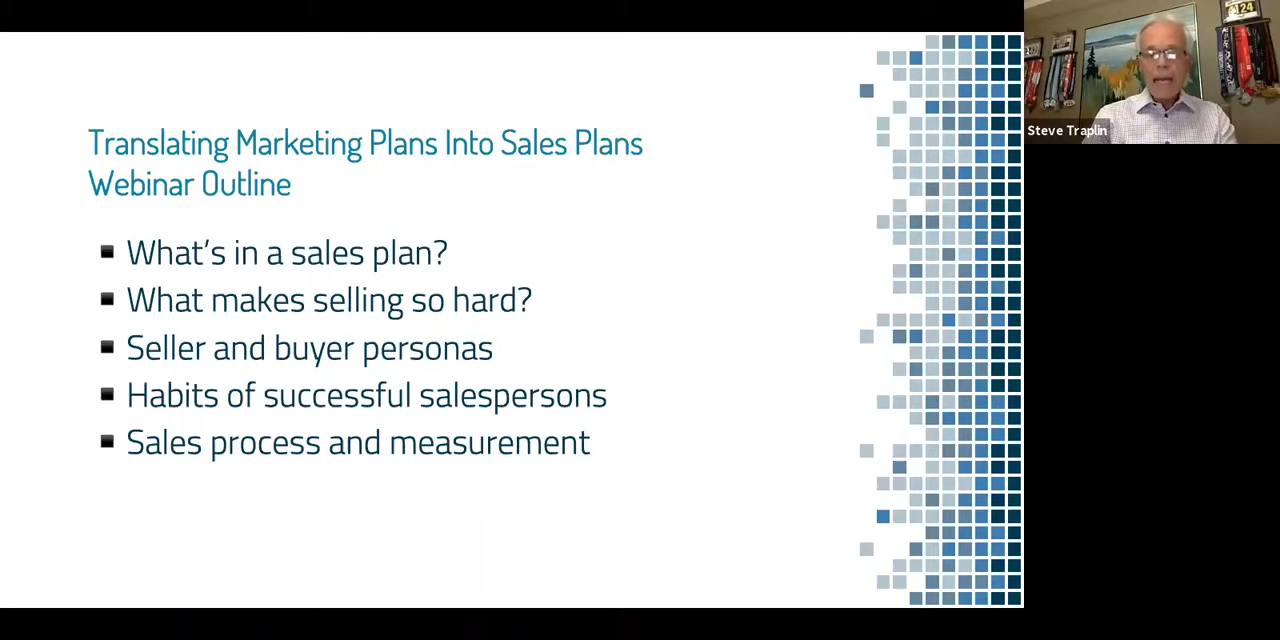 Translating Marketing Plans Into Sales Plans
Webinar Outline
What's in a sales plan?
What makes selling so hard?
Seller and buyer personas
Habits of successful salespersons
Sales process and measurement
Steve Traplin